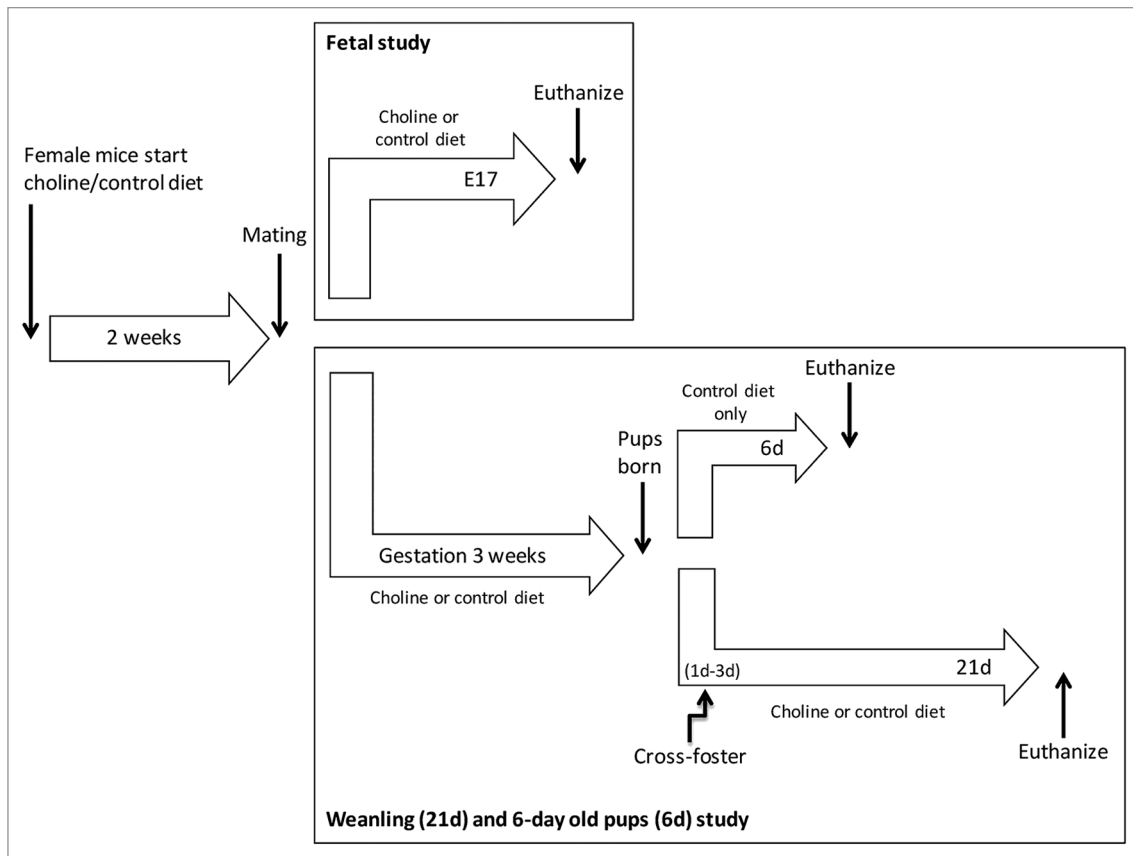 Fetal study
Euthanize
Choline or
control diet
E17
Female mice start
choline/control diet
Mating
2 weeks
Euthanize
Control diet
only
6d
Pups
born
Gestation 3 weeks
Choline or control diet
(1d-3d)
21d
Choline or control diet
Cross-foster
Euthanize
Weanling (21d) and 6-day old pups (6d) study